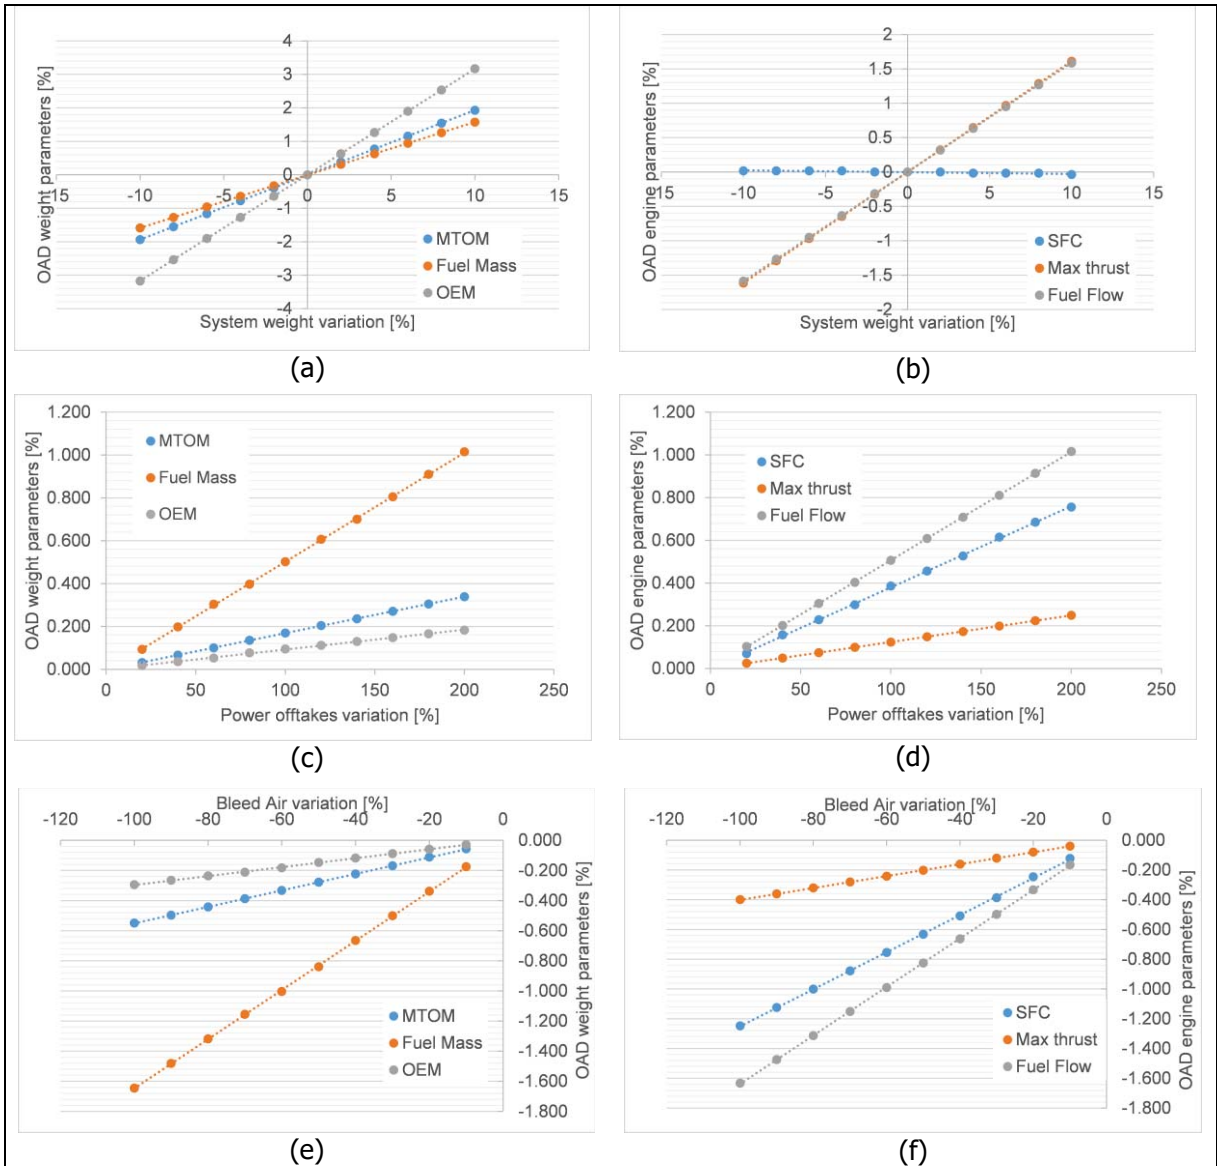 OAD weight parameters [%]
4
3
2
1
0
-1
-2
-3
-4
-15
-10
-5
0
5
10
15
MTOM
Fuel Mass
OEM
System weight variation [%]
(a)
OAD engine parameters [%]
2
1.5
1
0.5
0
-0.5
-1
-1.5
-2
-15
-10
-5
0
5
10
15
SFC
Max thrust
Fuel Flow
System weight variation [%]
(b)
OAD weight parameters [%]
1.200
1.000
0.800
0.600
0.400
0.200
0.000
MTOM
Fuel Mass
OEM
0
50
100
150
200
250
Power offtakes variation [%]
(c)
OAD engine parameters [%]
1.200
1.000
0.800
0.600
0.400
0.200
0.000
SFC
Max thrust
Fuel Flow
0
50
100
150
200
250
Power offtakes variation [%]
(d)
Bleed Air variation [%]
-120
-100
-80
-60
-40
-20
0
0.000
-0.200
-0.400
-0.600
-0.800
-1.000
-1.200
-1.400
-1.600
-1.800
OAD weight parameters [%]
MTOM
Fuel Mass
OEM
(e)
Bleed Air variation [%]
-120
-100
-80
-60
-40
-20
0
0.000
-0.200
-0.400
-0.600
-0.800
-1.000
-1.200
-1.400
-1.600
-1.800
OAD engine parameters [%]
SFC
Max thrust
Fuel Flow
(f)